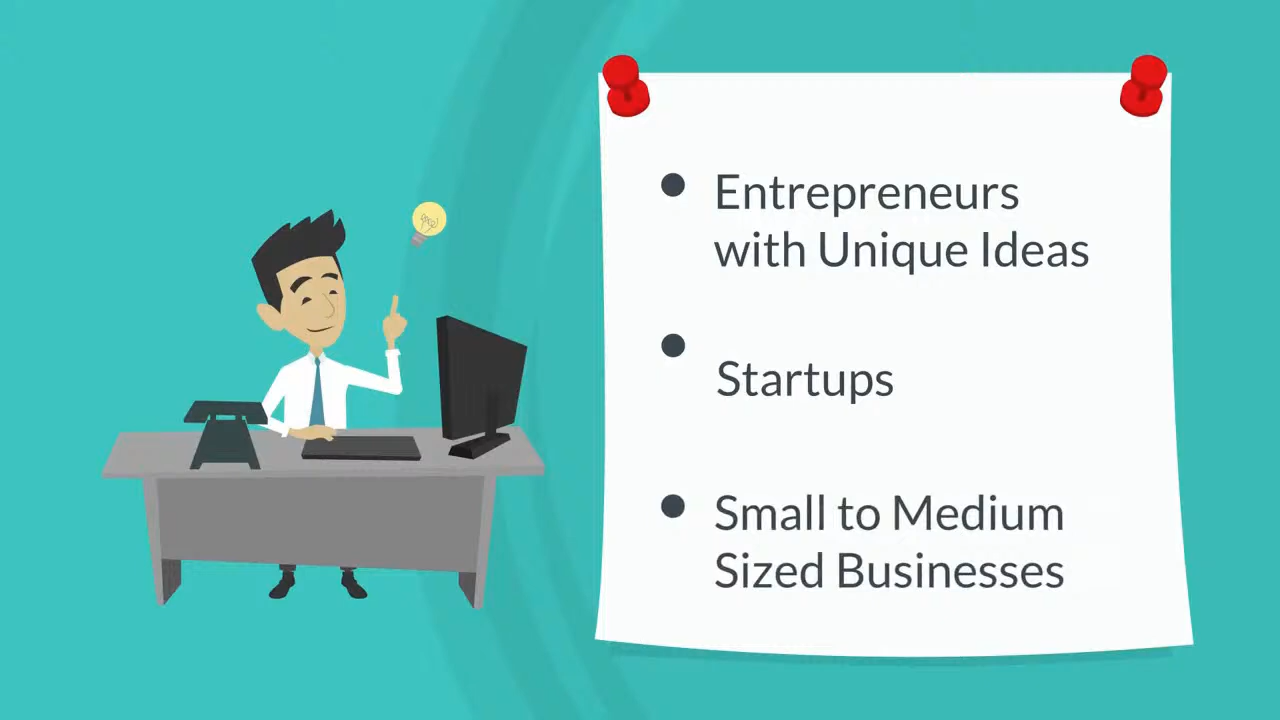 Entrepreneurs
with Unique Ideas
Startups
Small to Medium
Sized Businesses